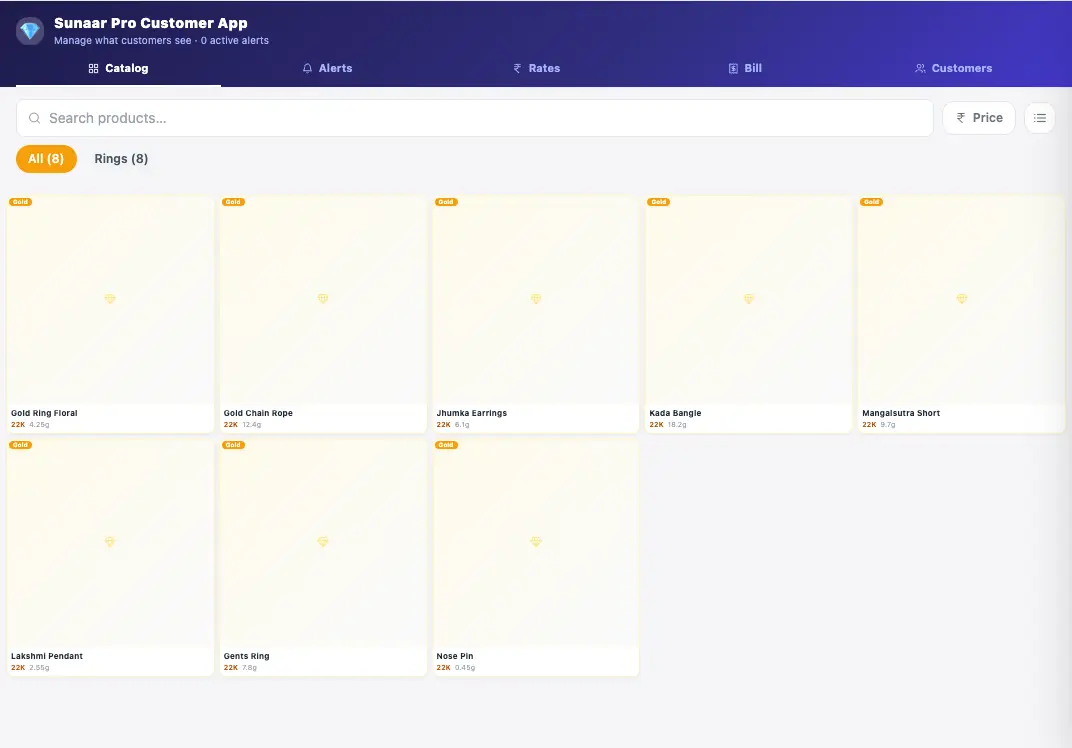 Sunaar Pro Customer App
Manage what customers see · 0 active alerts
Catalog
Alerts
₹ Rates
Bill
Customers
Search products...
₹ Price
All (8)
Rings (8)
Gold
Gold
Gold
Gold
Gold
Gold Ring Floral
22K 4.25g
Gold Chain Rope
22K 12.4g
Jhumka Earrings
22K 6.1g
Kada Bangle
22K 18.2g
Mangalsutra Short
22K 9.7g
Gold
Gold
Gold
Lakshmi Pendant
22K 2.55g
Gents Ring
22K 7.8g
Nose Pin
22K 0.45g